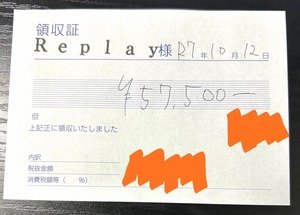 領収証
Replay様 R7年10月12日
¥57,500—
但
上記正に領収いたしました
内訳
税抜金額
消費税額等( %)